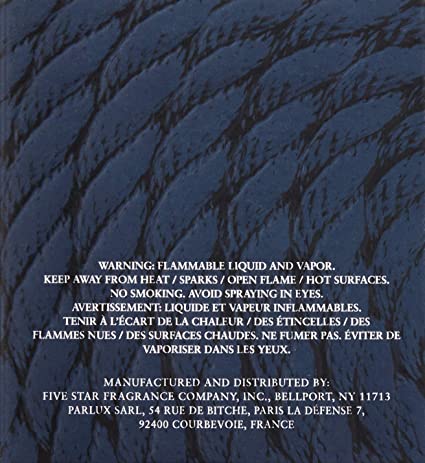 WARNING: FLAMMABLE LIQUID AND VAPOR.
KEEP AWAY FROM HEAT / SPARKS / OPEN FLAME / HOT SURFACES.
NO SMOKING. AVOID SPRAYING IN EYES.
AVERTISSEMENT: LIQUIDE ET VAPEUR INFLAMMABLES.
TENIR À L'ÉCART DE LA CHALEUR / DES ÉTINCELLES / DES
FLAMMES NUES / DES SURFACES CHAUDES. NE FUMER PAS. ÉVITER DE
VAPORISER DANS LES YEUX.
MANUFACTURED AND DISTRIBUTED BY:
FIVE STAR FRAGRANCE COMPANY, INC., BELLPORT, NY 11713
PARLUX SARL, 54 RUE DE BITCHE, PARIS LA DÉFENSE 7,
92400 COURBEVOIE, FRANCE